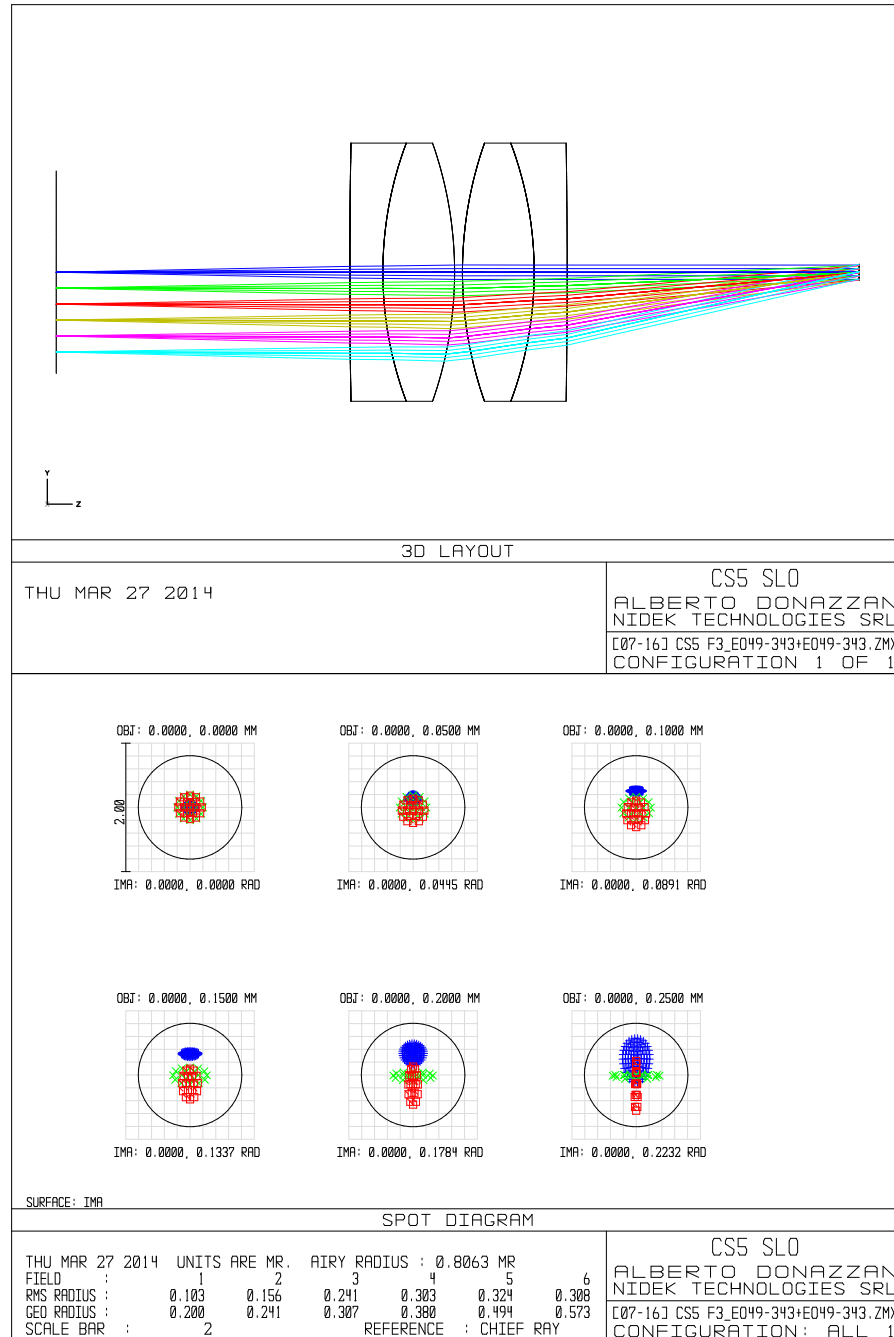 Y
Z
3D LAYOUT
THU MAR 27 2014
CS5 SLO
ALBERTO DONAZZAN
NIDEK TECHNOLOGIES SRL
[07-16] CS5 F3_EO49-343+EO49-343.ZMX
CONFIGURATION 1 OF 1
OBJ: 0.0000, 0.0000 MM
OBJ: 0.0000, 0.0500 MM
OBJ: 0.0000, 0.1000 MM
2.00
IMA: 0.0000, 0.0000 RAD
IMA: 0.0000, 0.0445 RAD
IMA: 0.0000, 0.0891 RAD
OBJ: 0.0000, 0.1500 MM
OBJ: 0.0000, 0.2000 MM
OBJ: 0.0000, 0.2500 MM
IMA: 0.0000, 0.1337 RAD
IMA: 0.0000, 0.1784 RAD
IMA: 0.0000, 0.2232 RAD
SURFACE: IMA
SPOT DIAGRAM
THU MAR 27 2014 UNITS ARE MR. AIRY RADIUS : 0.8063 MR
FIELD : 1 2 3 4 5 6
RMS RADIUS : 0.103 0.156 0.241 0.303 0.324 0.308
GEO RADIUS : 0.200 0.241 0.307 0.380 0.494 0.573
SCALE BAR : 2 REFERENCE : CHIEF RAY
CS5 SLO
ALBERTO DONAZZAN
NIDEK TECHNOLOGIES SRL
[07-16] CS5 F3_EO49-343+EO49-343.ZMX
CONFIGURATION: ALL 1